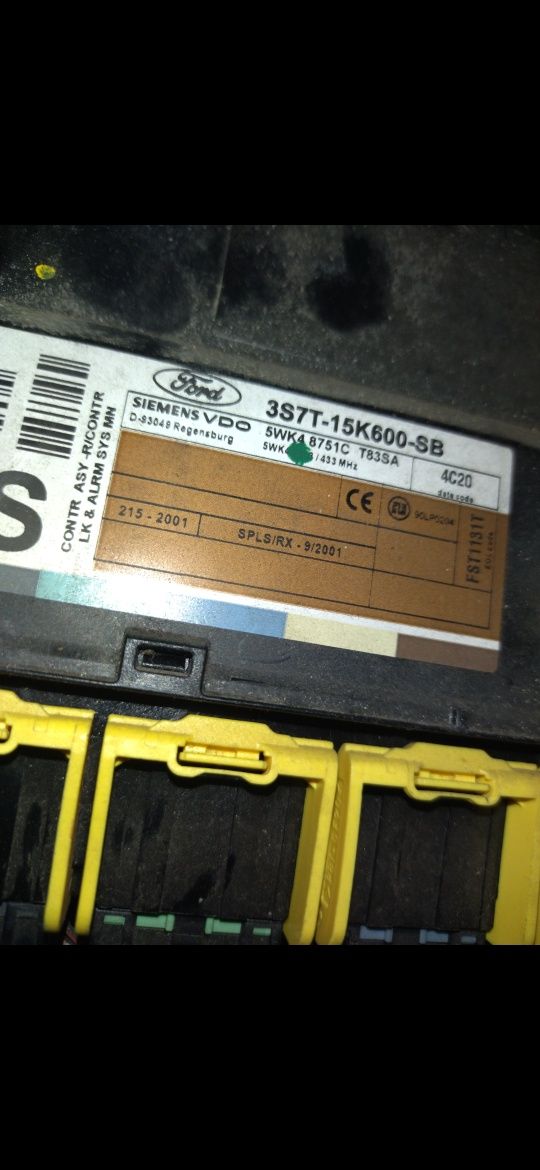 Ford
3S7T-15K600-SB
SIEMENS VDO
5WK4 8751C T83SA
4C20
D-93049 Regensburg
/ 433 MHz
date code
CE
215 - 2001
SPLS/RX - 9/2001
FST1131T
S
CONTR ASY -R/CONTR
LK & ALRM SYS MN